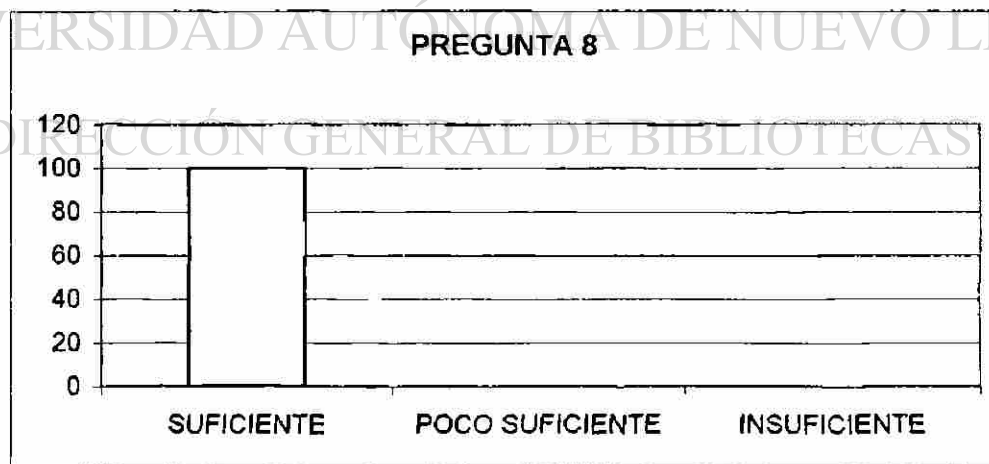 ERSIDAD AUTÓNOMA DE NUEVO L
PREGUNTA 8
DIRECCIÓN GENERAL DE BIBLIOTECAS
120
100
80
60
40
20
0
SUFICIENTE POCO SUFICIENTE INSUFICIENTE